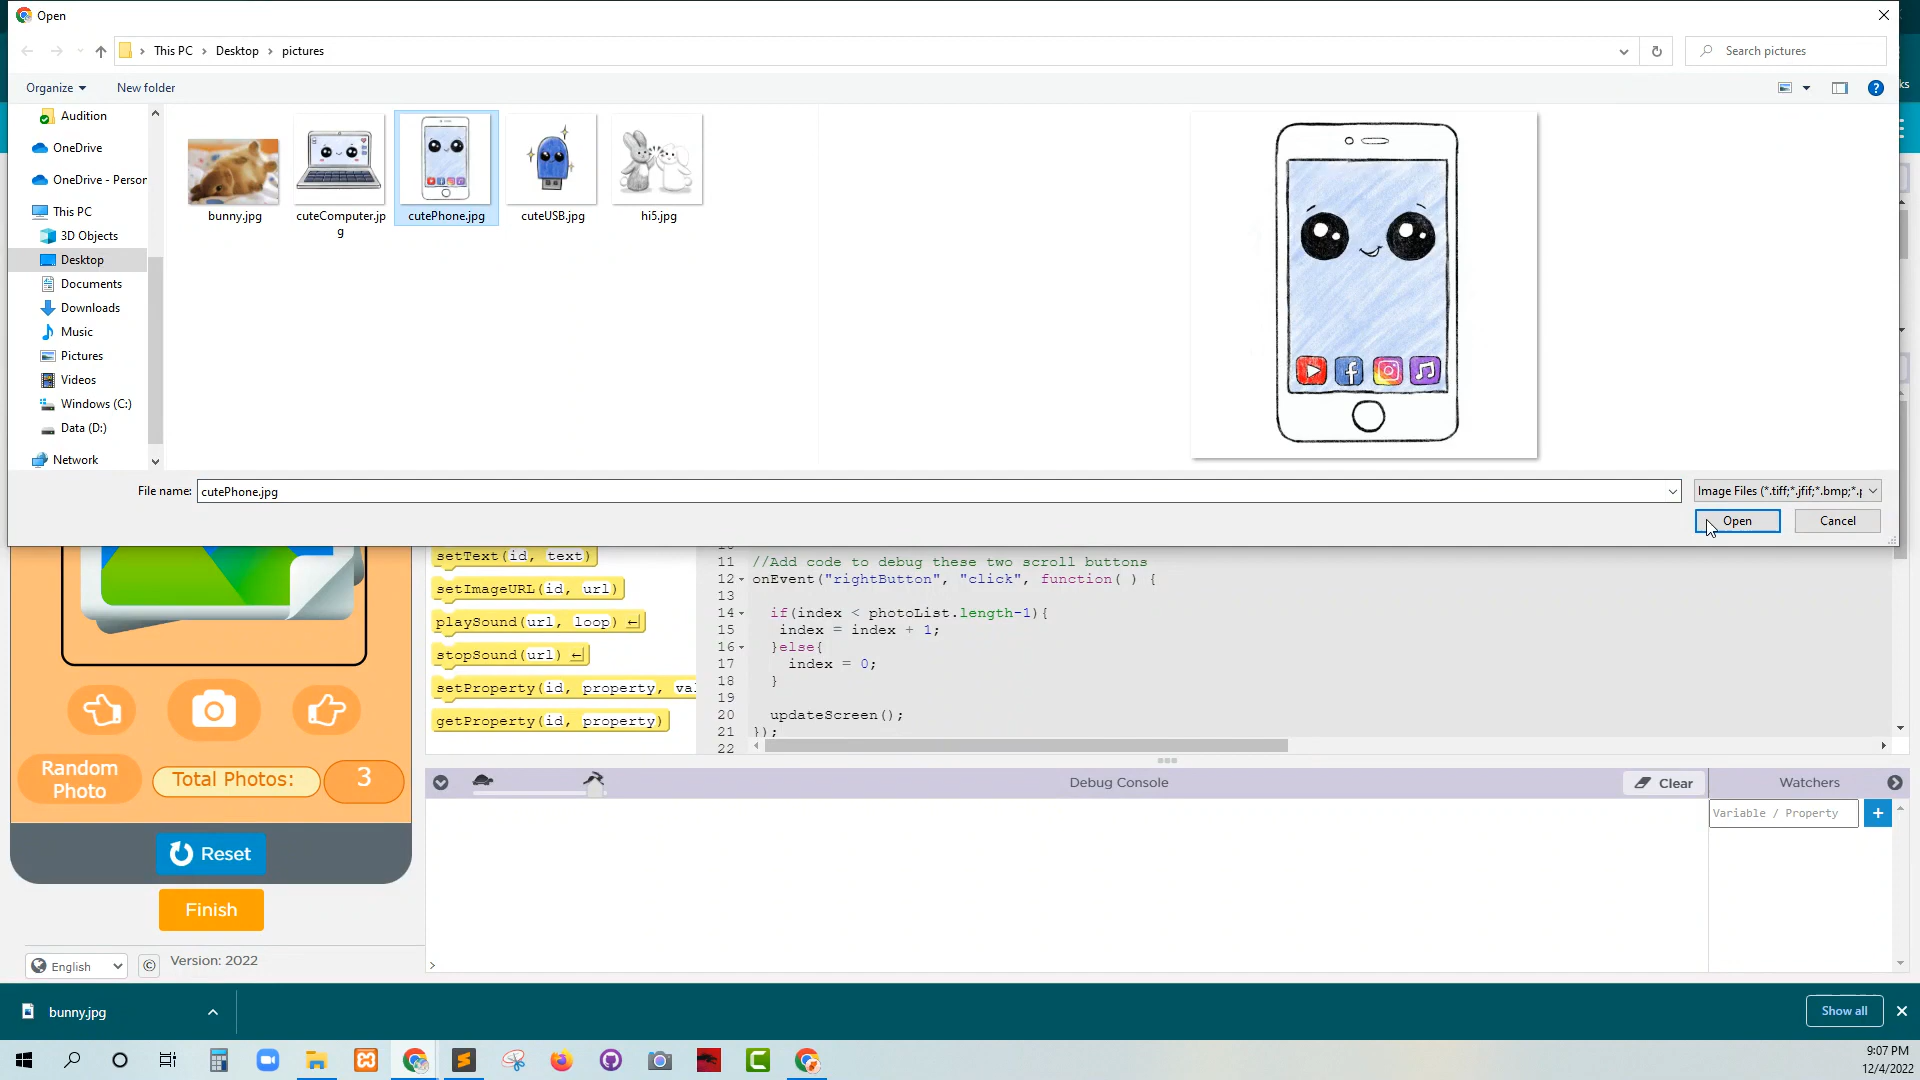 Open
This PC > Desktop > pictures
Search pictures
Organize
New folder
Audition
OneDrive
OneDrive - Person
This PC
3D Objects
Desktop
Documents
Downloads
Music
Pictures
Videos
Windows (C:)
Data (D:)
Network
bunny.jpg
cuteComputer.jp
g
cutePhone.jpg
cuteUSB.jpg
hi5.jpg
File name: cutePhone.jpg
Image Files (*.tiff;*.jfif;*.bmp;*.p
Open
Cancel
setText(id, text)
setImageURL(id, url)
playSound(url, loop)
stopSound(url)
setProperty(id, property, val
getProperty(id, property)
11 //Add code to debug these two scroll buttons
12 onEvent("rightButton", "click", function( ) {
13
14 if(index < photoList.length-1){
15 index = index + 1;
16 }else{
17 index = 0;
18 }
19
20 updateScreen();
21 });
22
Random
Photo
Total Photos:
3
Reset
Finish
English
©
Version: 2022
Debug Console
Clear
Watchers
Variable / Property
+
>
bunny.jpg
Show all
9:07 PM
12/4/2022